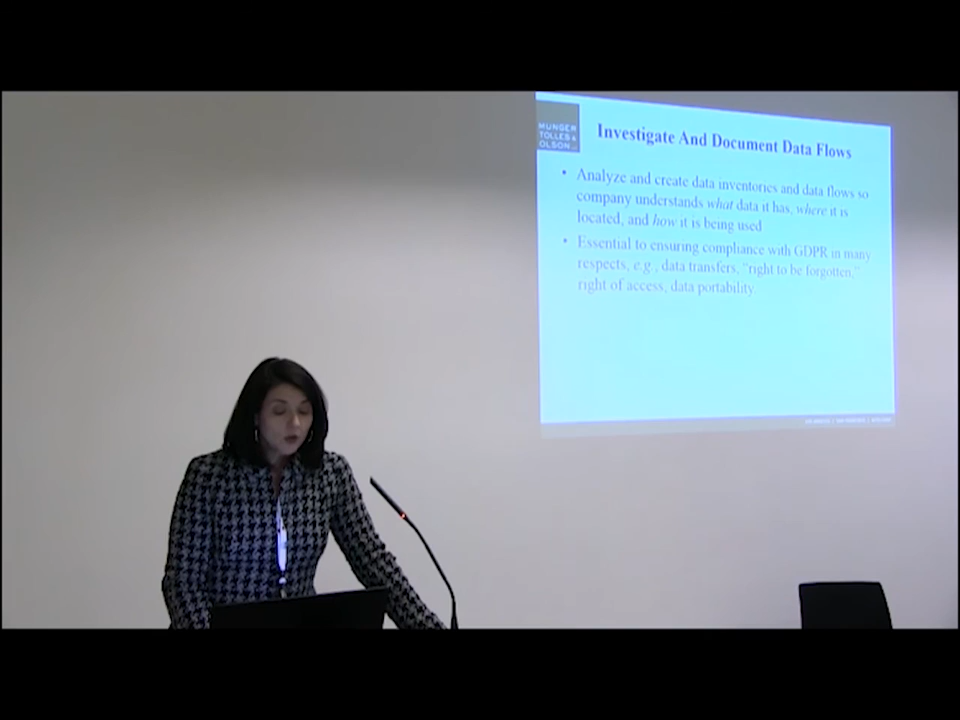 MUNGER
TOLLES &
OLSON LLP
Investigate And Document Data Flows
• Analyze and create data inventories and data flows so
company understands what data it has, where it is
located, and how it is being used
• Essential to ensuring compliance with GDPR in many
respects, e.g., data transfers, "right to be forgotten,"
right of access, data portability